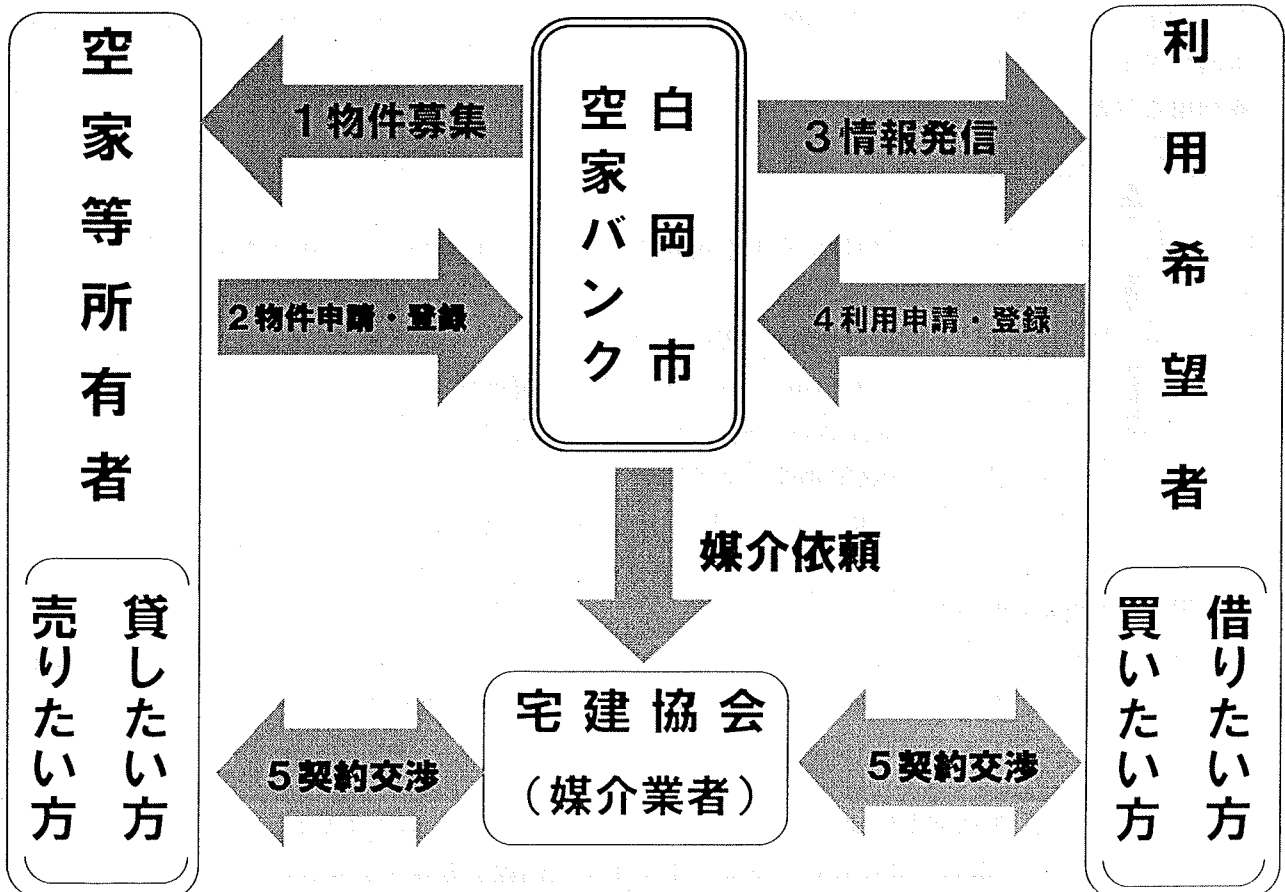 空家等所有者
貸したい方
売りたい方
1物件募集
2物件申請・登録
白岡市
空家バンク
3情報発信
4利用申請・登録
利用希望者
借りたい方
買いたい方
媒介依頼
5契約交渉
宅建協会
（媒介業者）
5契約交渉